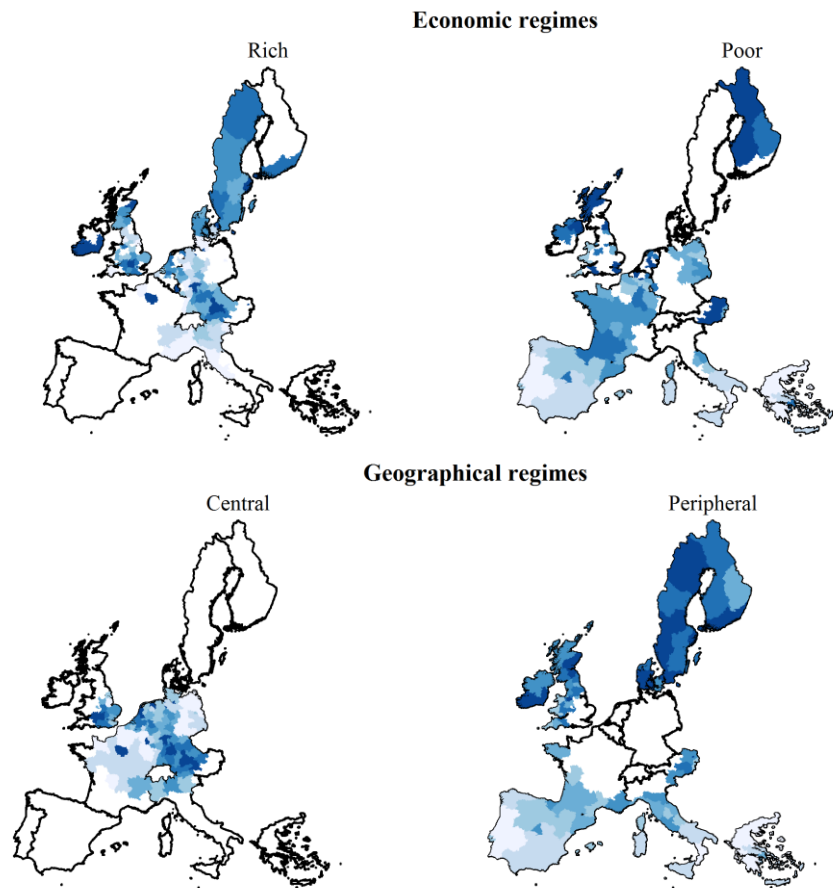 Economic regimes
Rich
Poor
Geographical regimes
Central
Peripheral